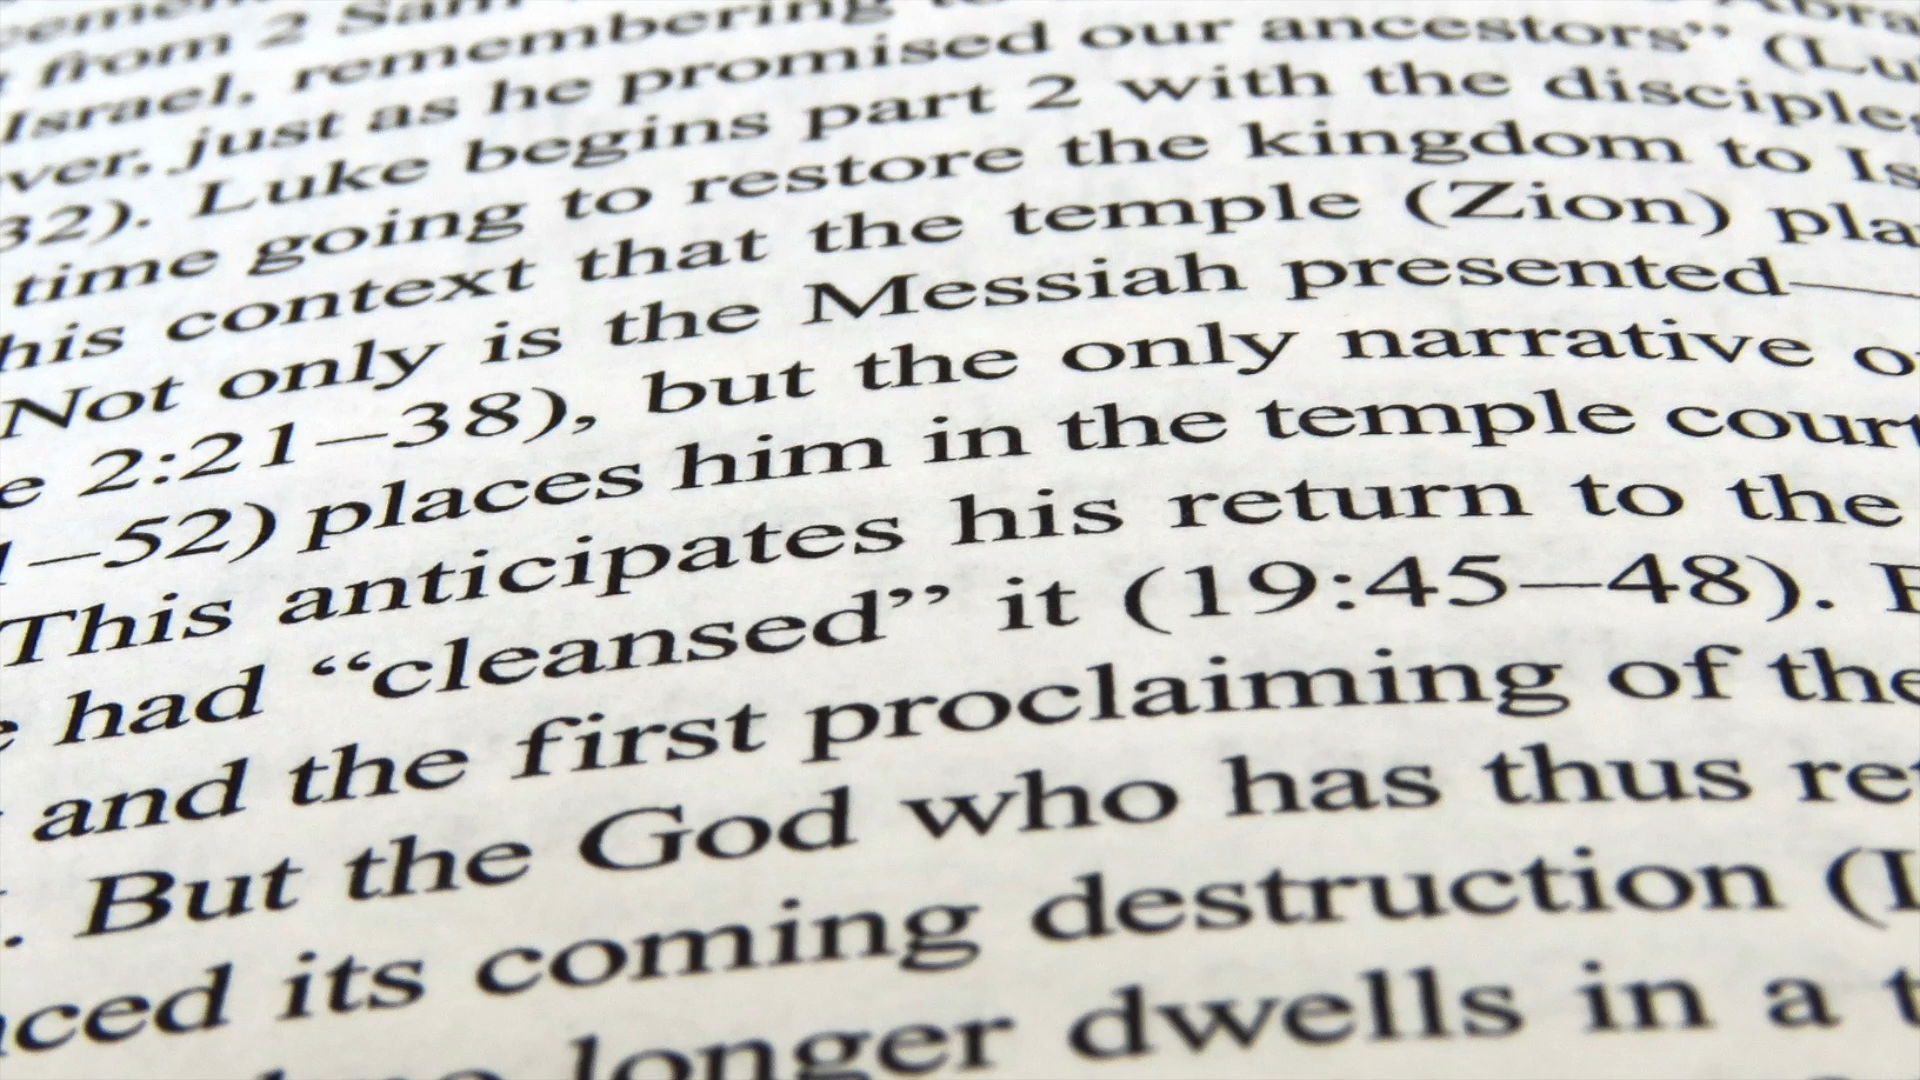 from 2 Sam
Israel, remembering
ver, just as he promised our ancestors” (Lu
32). Luke begins part 2 with the disciples
time going to restore the kingdom to Is
his context that the temple (Zion) pla
Not only is the Messiah presented—
e 2:21–38), but the only narrative o
–52) places him in the temple court
This anticipates his return to the
e had “cleansed” it (19:45–48). F
and the first proclaiming of the
. But the God who has thus ret
ced its coming destruction (I
longer dwells in a t